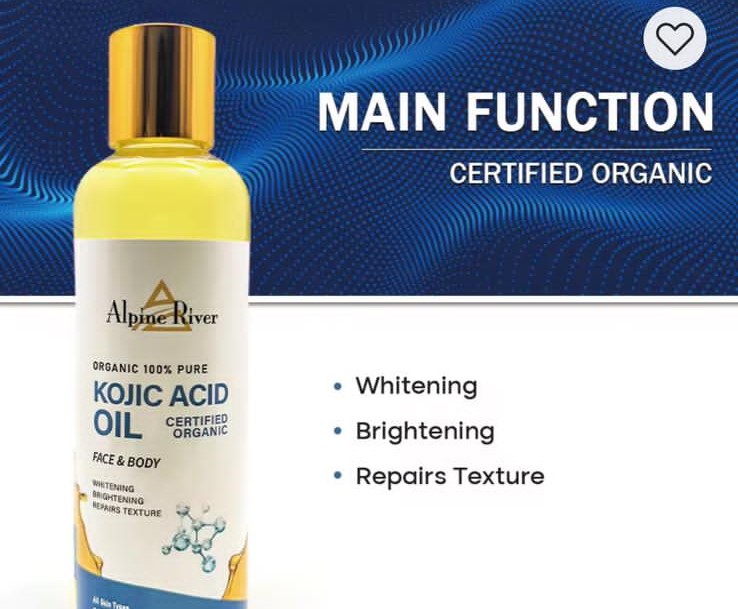 MAIN FUNCTION
CERTIFIED ORGANIC
Alpine River
ORGANIC 100% PURE
KOJIC ACID
OIL CERTIFIED
ORGANIC
FACE & BODY
WHITENING
BRIGHTENING
REPAIRS TEXTURE
All Skin Types
• Whitening
• Brightening
• Repairs Texture